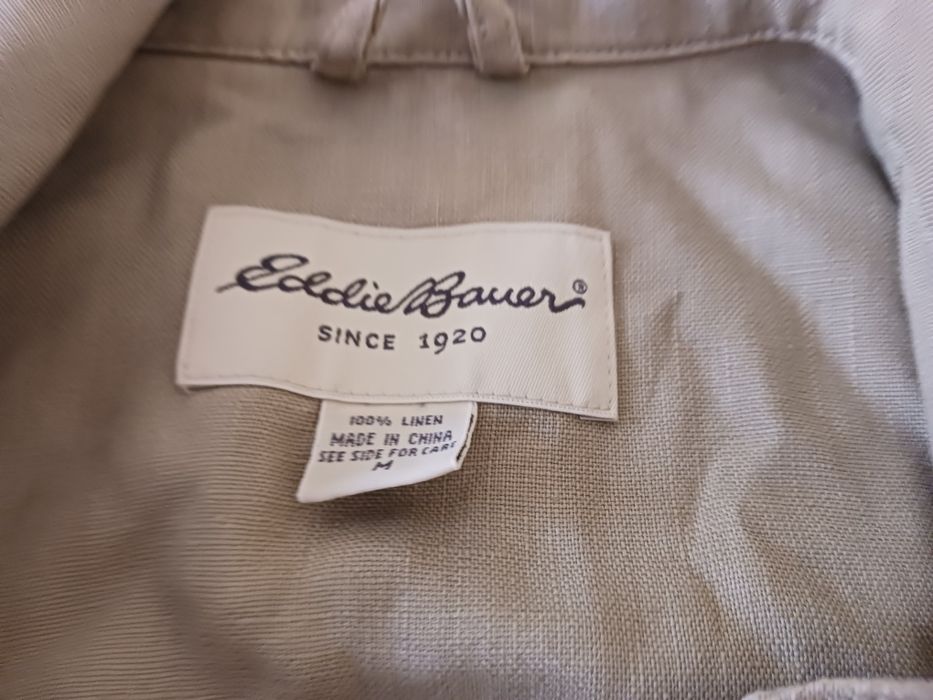 Eddie Bauer®
SINCE 1920
100% LINEN
MADE IN CHINA
SEE SIDE FOR CARE
M